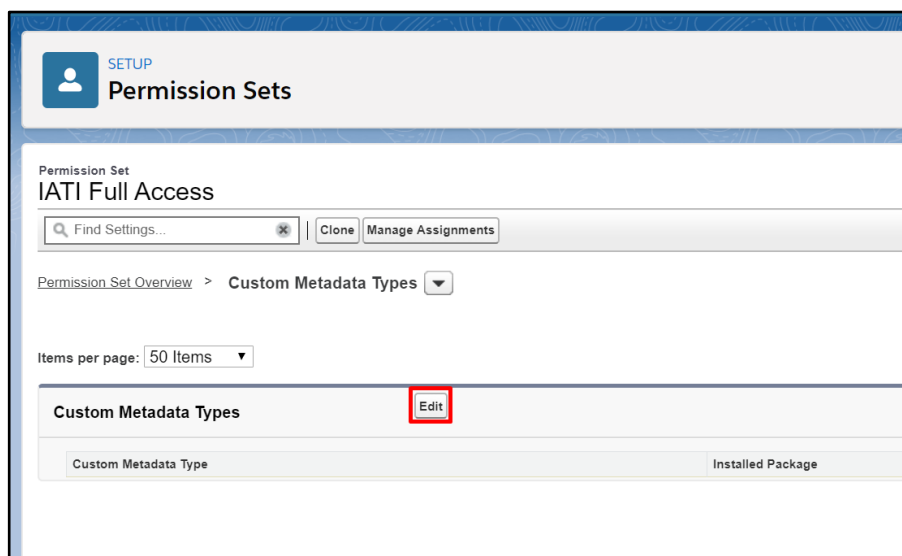 SETUP
Permission Sets
Permission Set
IATI Full Access
Find Settings... Clone Manage Assignments
Permission Set Overview > Custom Metadata Types
Items per page: 50 Items
Custom Metadata Types Edit
Custom Metadata Type Installed Package